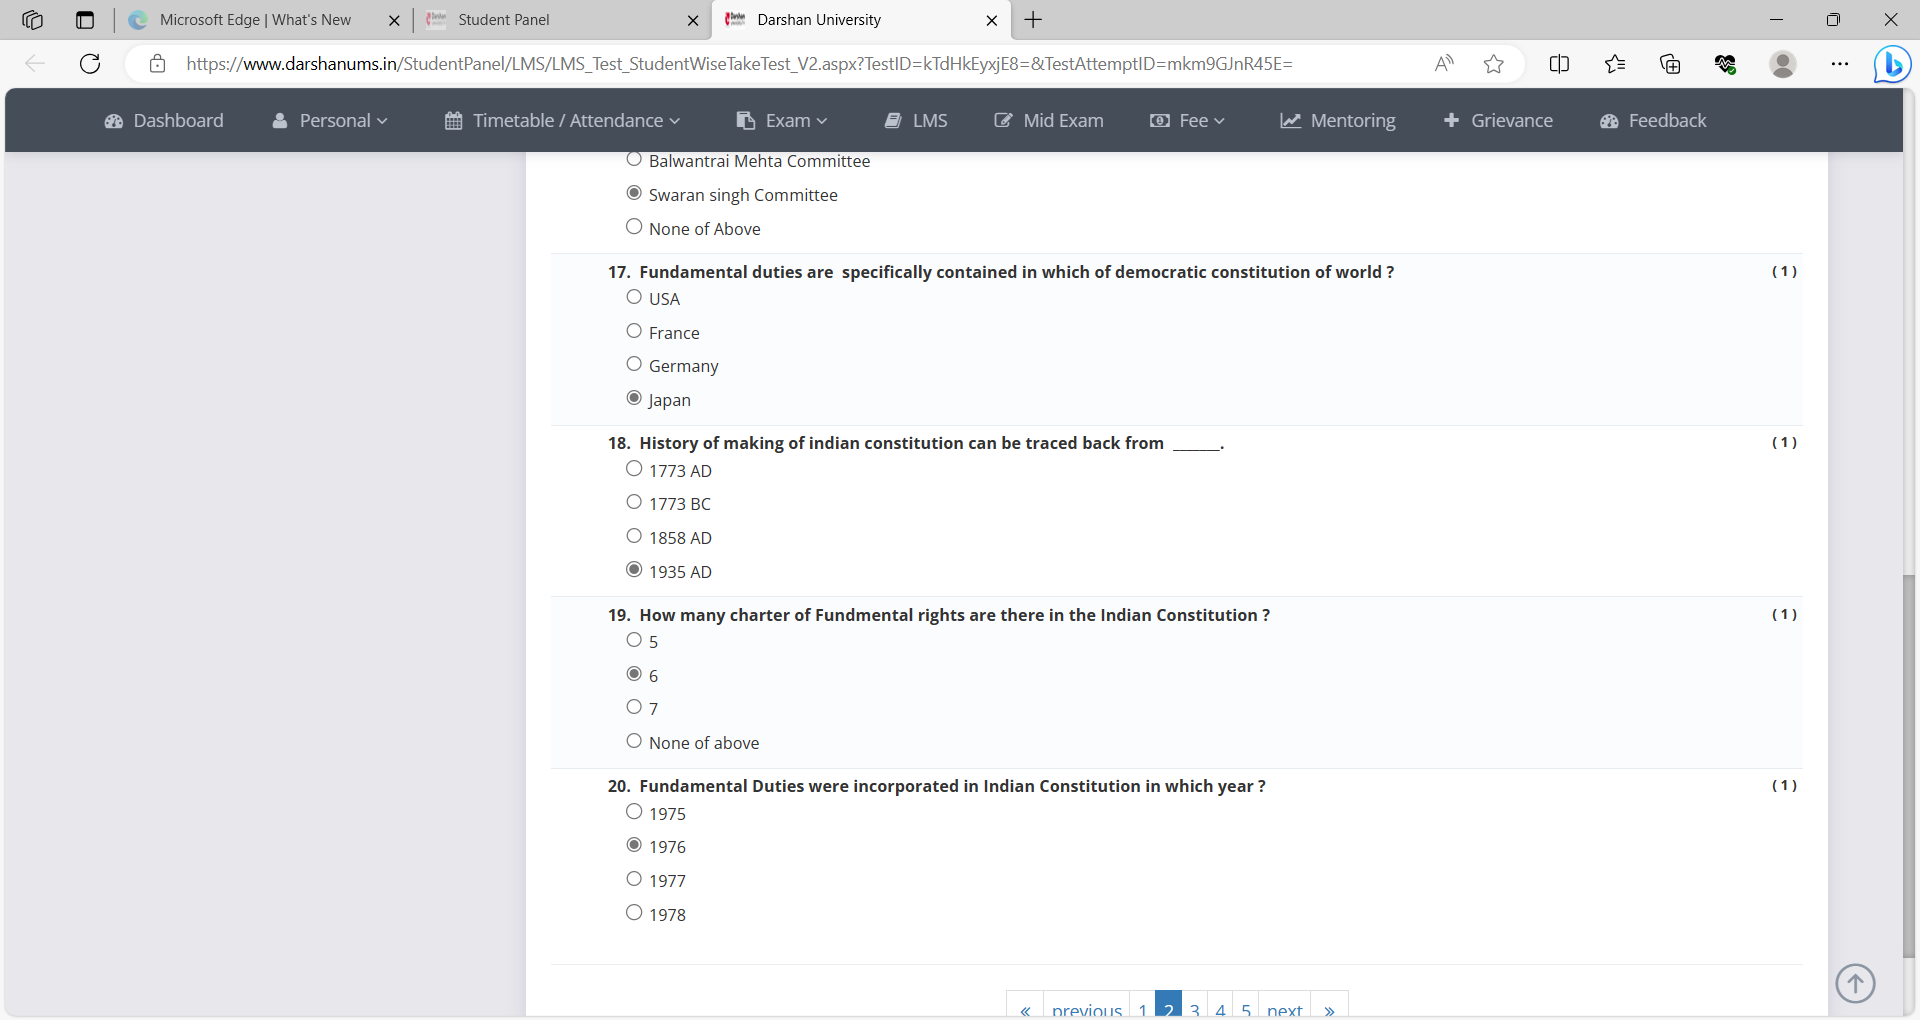 Microsoft Edge | What's New
Student Panel
Darshan University
https://www.darshanums.in/StudentPanel/LMS/LMS_Test_StudentWiseTakeTest_V2.aspx?TestID=kTdHkEyxjE8=&TestAttemptID=mkm9GJnR45E=
Dashboard Personal Timetable / Attendance Exam LMS Mid Exam Fee Mentoring Grievance Feedback
Balwantrai Mehta Committee
Swaran singh Committee
None of Above
17. Fundamental duties are specifically contained in which of democratic constitution of world ? (1)
USA
France
Germany
Japan
18. History of making of indian constitution can be traced back from ______. (1)
1773 AD
1773 BC
1858 AD
1935 AD
19. How many charter of Fundmental rights are there in the Indian Constitution ? (1)
5
6
7
None of above
20. Fundamental Duties were incorporated in Indian Constitution in which year ? (1)
1975
1976
1977
1978
« previous 1 2 3 4 5 next »